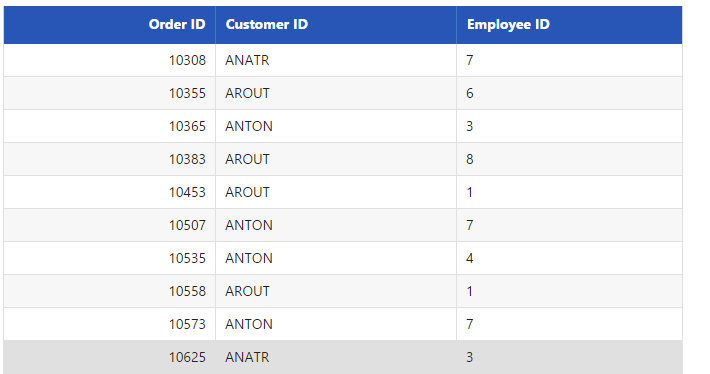 Order ID Customer ID Employee ID
10308 ANATR 7
10355 AROUT 6
10365 ANTON 3
10383 AROUT 8
10453 AROUT 1
10507 ANTON 7
10535 ANTON 4
10558 AROUT 1
10573 ANTON 7
10625 ANATR 3